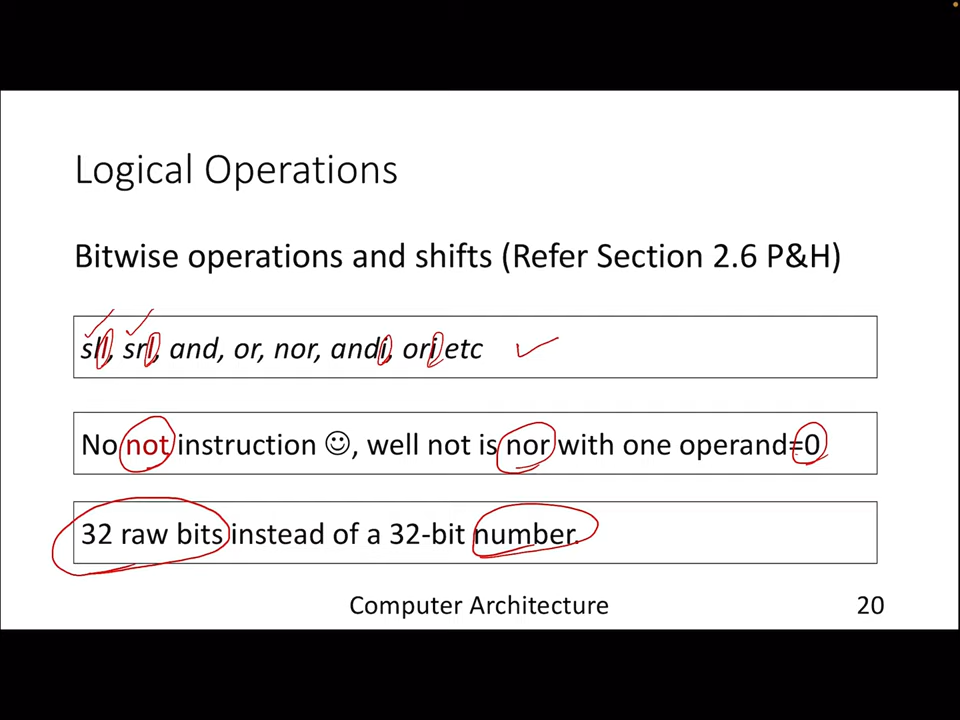 Logical Operations
Bitwise operations and shifts (Refer Section 2.6 P&H)
sll, srl, and, or, nor, andi, ori etc
No not instruction ☺, well not is nor with one operand=0
32 raw bits instead of a 32-bit number.
Computer Architecture 20